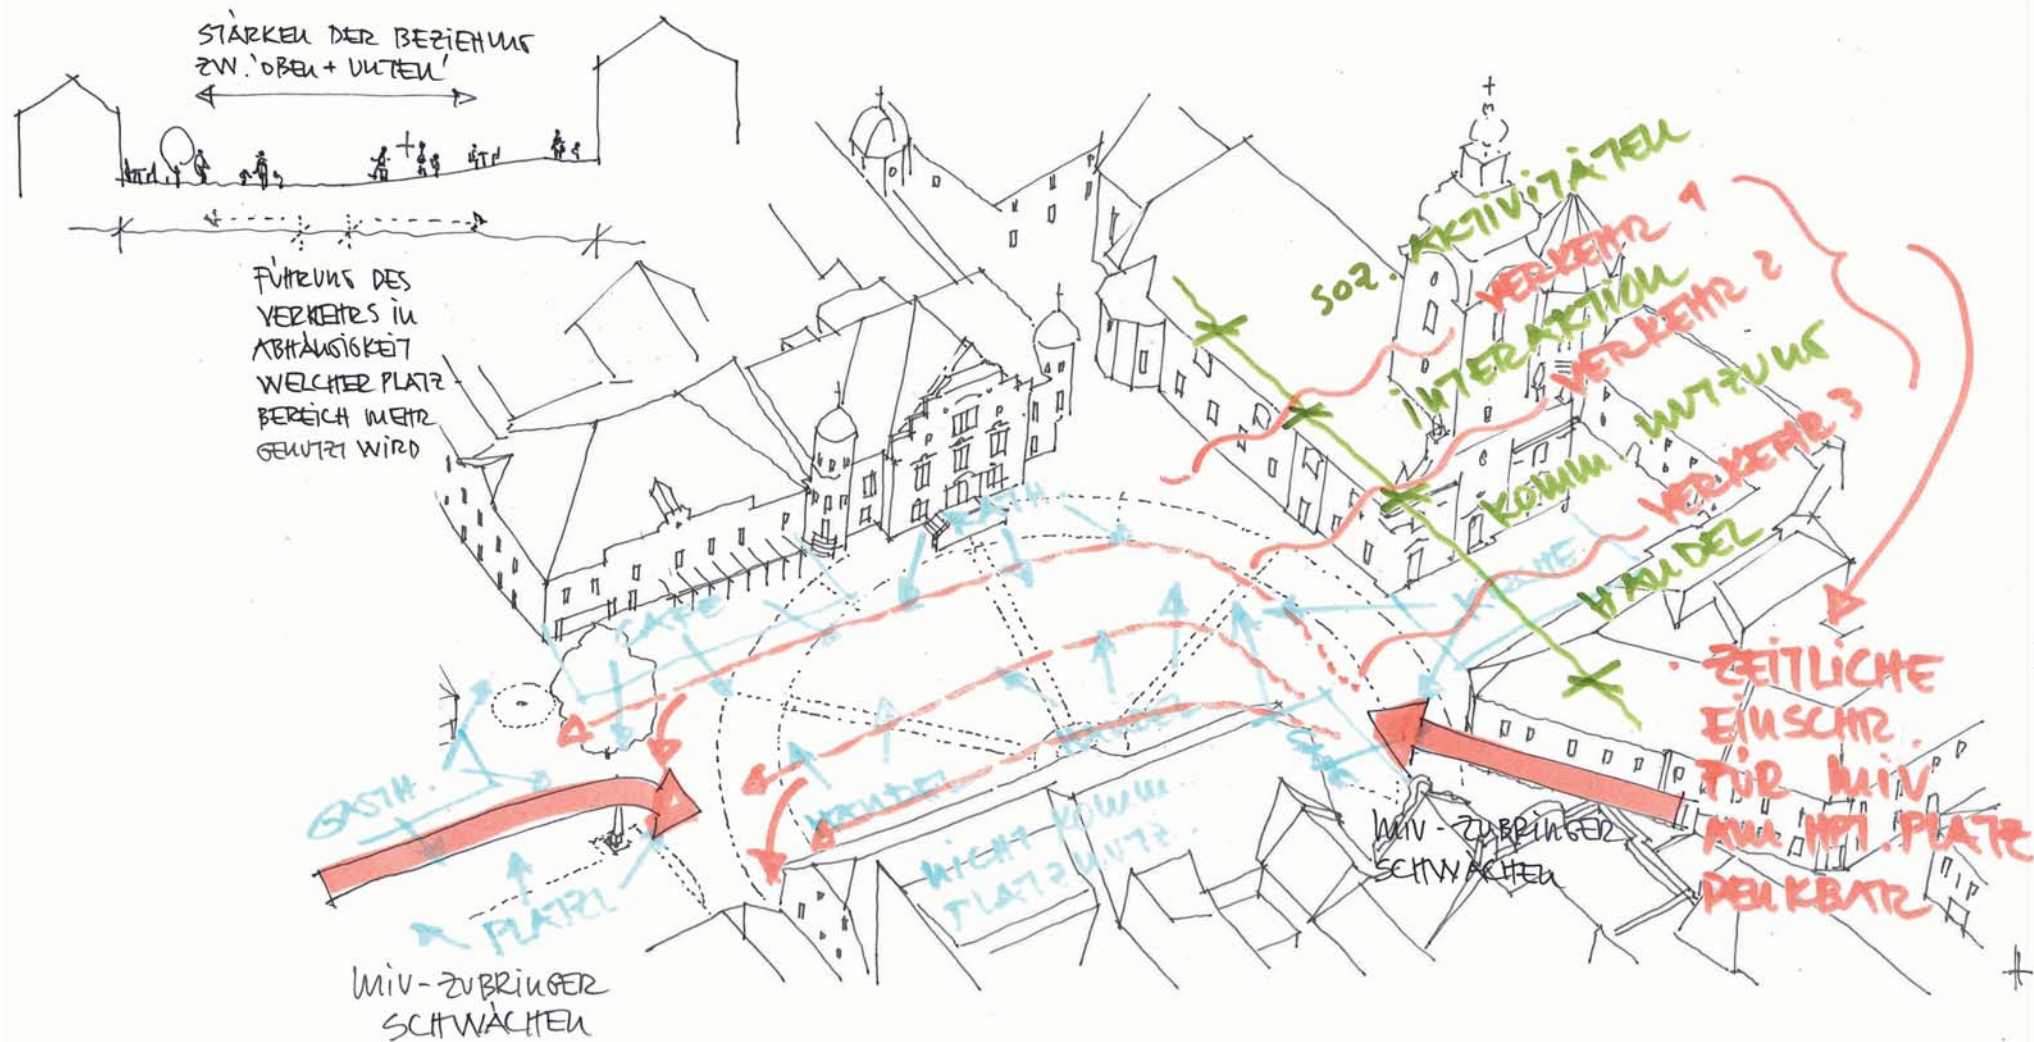 STÄRKEN DER BEZIEHUNG
ZW. 'OBEN + UNTEN'
FÜHRUNG DES
VERKEHRS IN
ABHÄNGIGKEIT
WELCHER PLATZ
BEREICH MEHR
GENUTZT WIRD
SOZ. AKTIVITÄTEN
VERKEHR 1
INTERAKTION
VERKEHR 2
NUTZUNG
KOMM.
VERKEHR 3
HANDEL
RATH.
CAFE
KIRCHE
GASTH.
HANDEL
HANDEL
NICHT KOMM.
PLATZNUTZ.
PLATZL
MIV-ZUBRINGER
SCHWÄCHEN
MIV-ZUBRINGER
SCHWÄCHEN
ZEITLICHE
EINSCHR.
FÜR MIV
AM HPT.PLATZ
DENKBAR